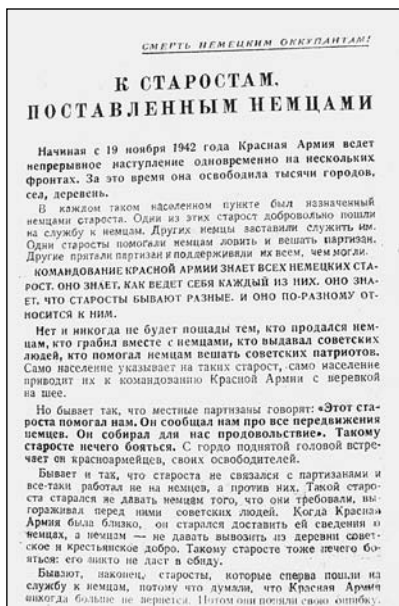 СМЕРТЬ НЕМЕЦКИМ ОККУПАНТАМ!
К СТАРОСТАМ,
ПОСТАВЛЕННЫМ НЕМЦАМИ
Начиная с 19 ноября 1942 года Красная Армия ведет
непрерывное наступление одновременно на нескольких
фронтах. За это время она освободила тысячи городов,
сел, деревень.
В каждом таком населенном пункте был назначенный
немцами староста. Одни из этих старост добровольно пошли
на службу к немцам. Других немцы заставили служить им.
Одни старосты помогали немцам ловить и вешать партизан.
Другие прятали партизан и поддерживали их всем, чем могли.
КОМАНДОВАНИЕ КРАСНОЙ АРМИИ ЗНАЕТ ВСЕХ НЕМЕЦКИХ СТА-
РОСТ. ОНО ЗНАЕТ, КАК ВЕДЕТ СЕБЯ КАЖДЫЙ ИЗ НИХ. ОНО ЗНА-
ЕТ, ЧТО СТАРОСТЫ БЫВАЮТ РАЗНЫЕ. И ОНО ПО-РАЗНОМУ ОТ-
НОСИТСЯ К НИМ.
Нет и никогда не будет пощады тем, кто продался нем-
цам, кто грабил вместе с немцами, кто выдавал советских
людей, кто помогал немцам вешать советских патриотов.
Само население указывает на таких старост, само население
приводит их к командованию Красной Армии с веревкой
на шее.
Но бывает так, что местные партизаны говорят: «Этот ста-
роста помогал нам. Он сообщал нам про все передвижения
немцев. Он собирал для нас продовольствие». Такому
старосте нечего бояться. С гордо поднятой головой встре-
чает он красноармейцев, своих освободителей.
Бывает и так, что староста не связался с партизанами и
все-таки работал не на немцев, а против них. Такой старо-
ста старался не давать немцам того, что они требовали, вы-
гораживал перед ними советских людей. Когда Красная
Армия была близко, он старался доставить ей сведения о
немцах, а немцам — не давать вывозить из деревни совет-
ское и крестьянское добро. Такому старосте тоже нечего бо-
яться: его никто не даст в обиду.
Бывают, наконец, старосты, которые сперва пошли на
службу к немцам, потому что думали, что Красная Армия
никогда больше не вернется. Потом они поняли свою ошибку.